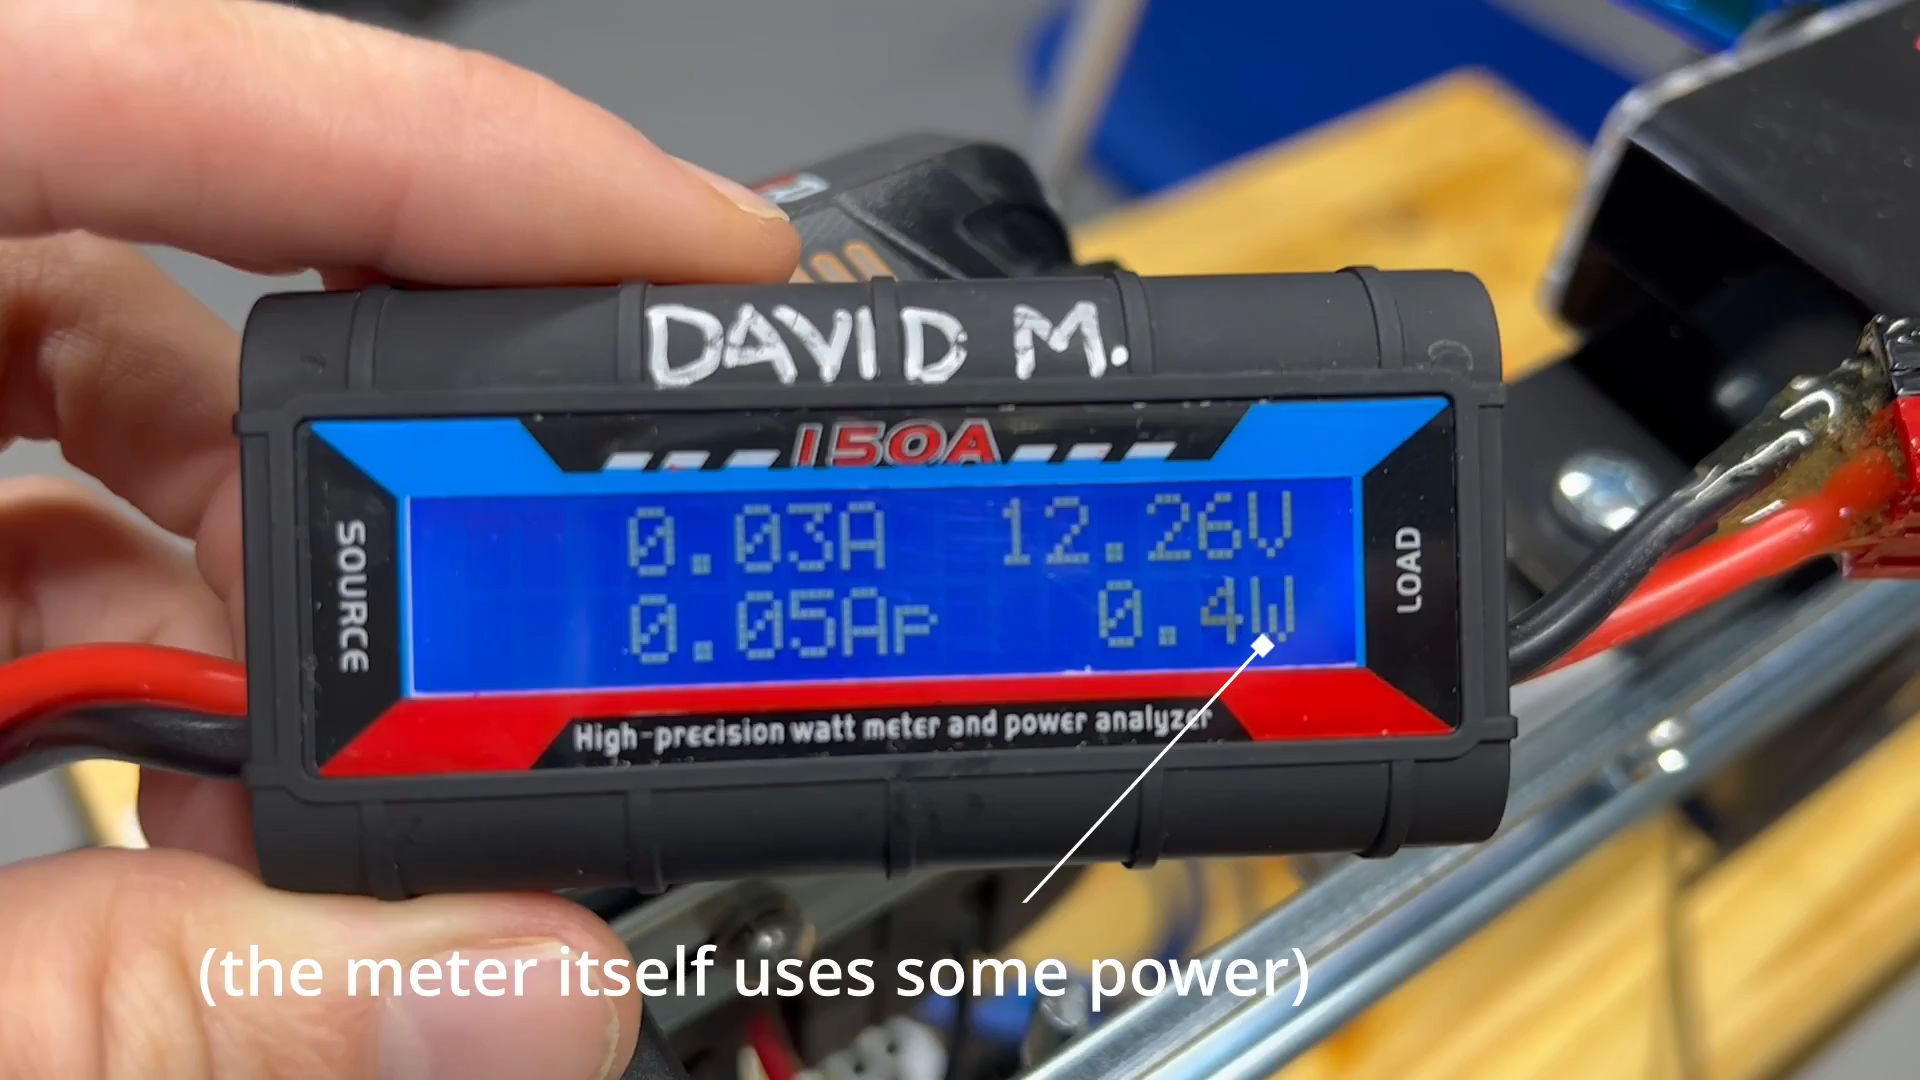 DAVID M.
150A
SOURCE
0.03A 12.26V
0.05Ap 0.4W
LOAD
High-precision watt meter and power analyzer
(the meter itself uses some power)